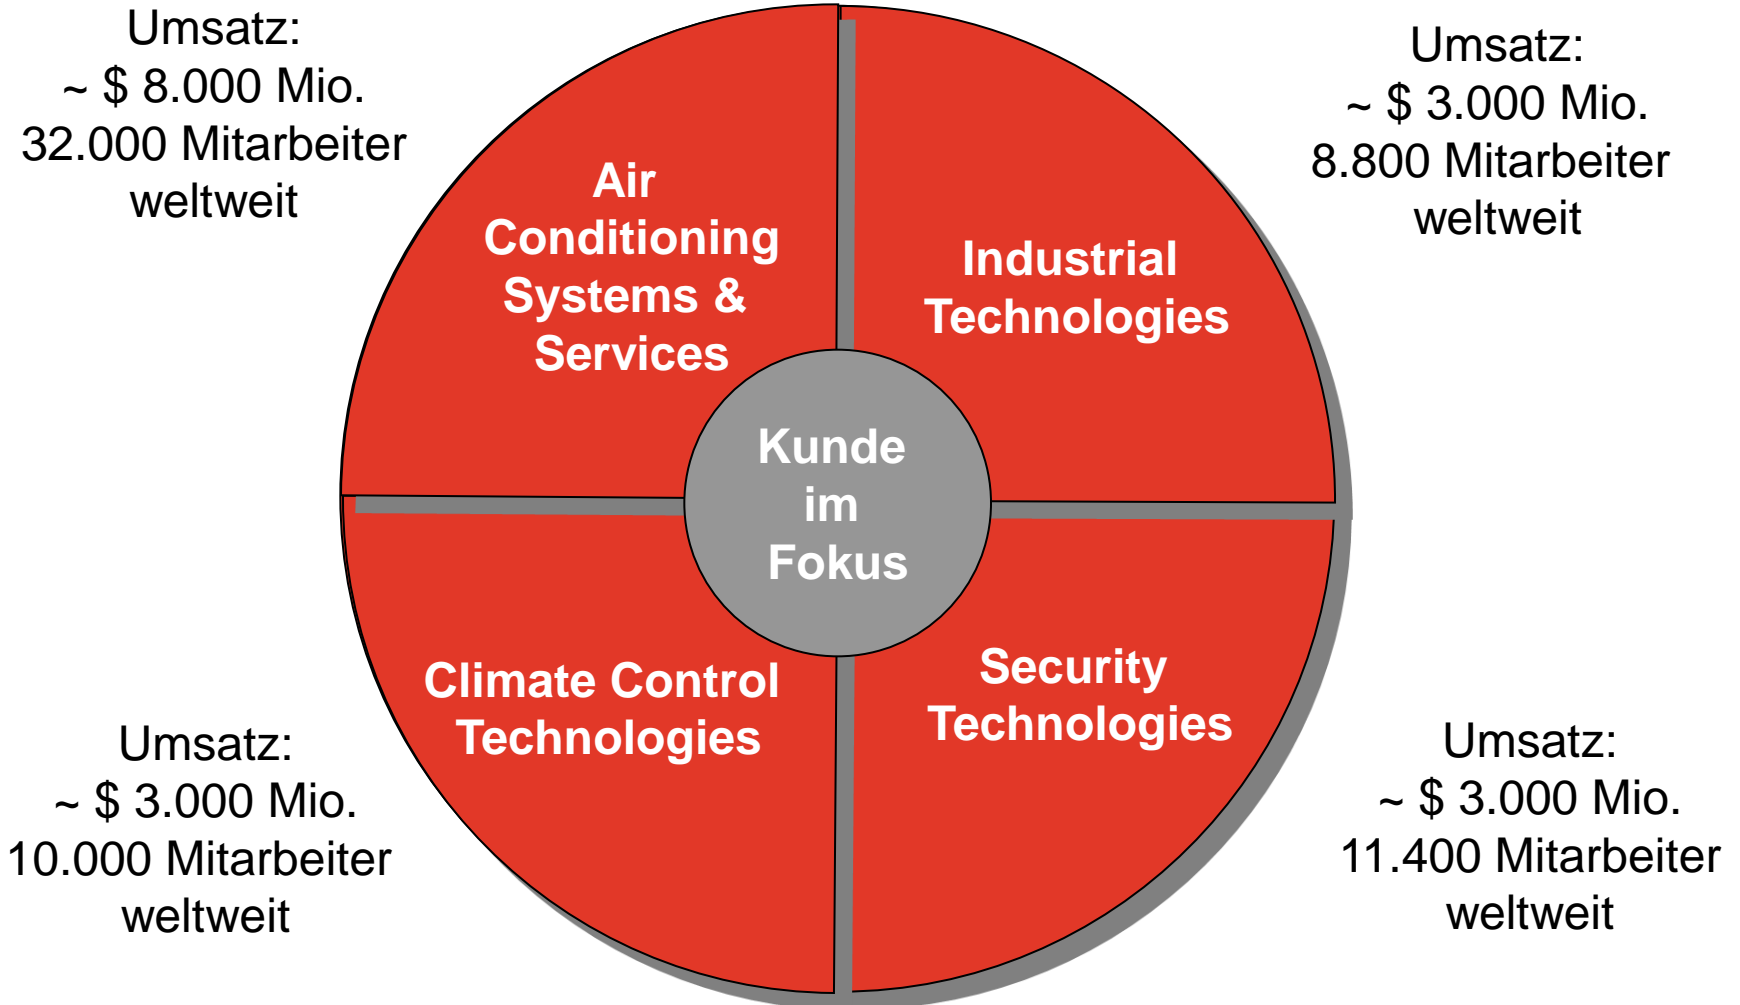 Umsatz:
~ $ 8.000 Mio.
32.000 Mitarbeiter
weltweit
Umsatz:
~ $ 3.000 Mio.
8.800 Mitarbeiter
weltweit
Air
Conditioning
Systems &
Services
Industrial
Technologies
Kunde
im
Fokus
Climate Control
Technologies
Security
Technologies
Umsatz:
~ $ 3.000 Mio.
10.000 Mitarbeiter
weltweit
Umsatz:
~ $ 3.000 Mio.
11.400 Mitarbeiter
weltweit